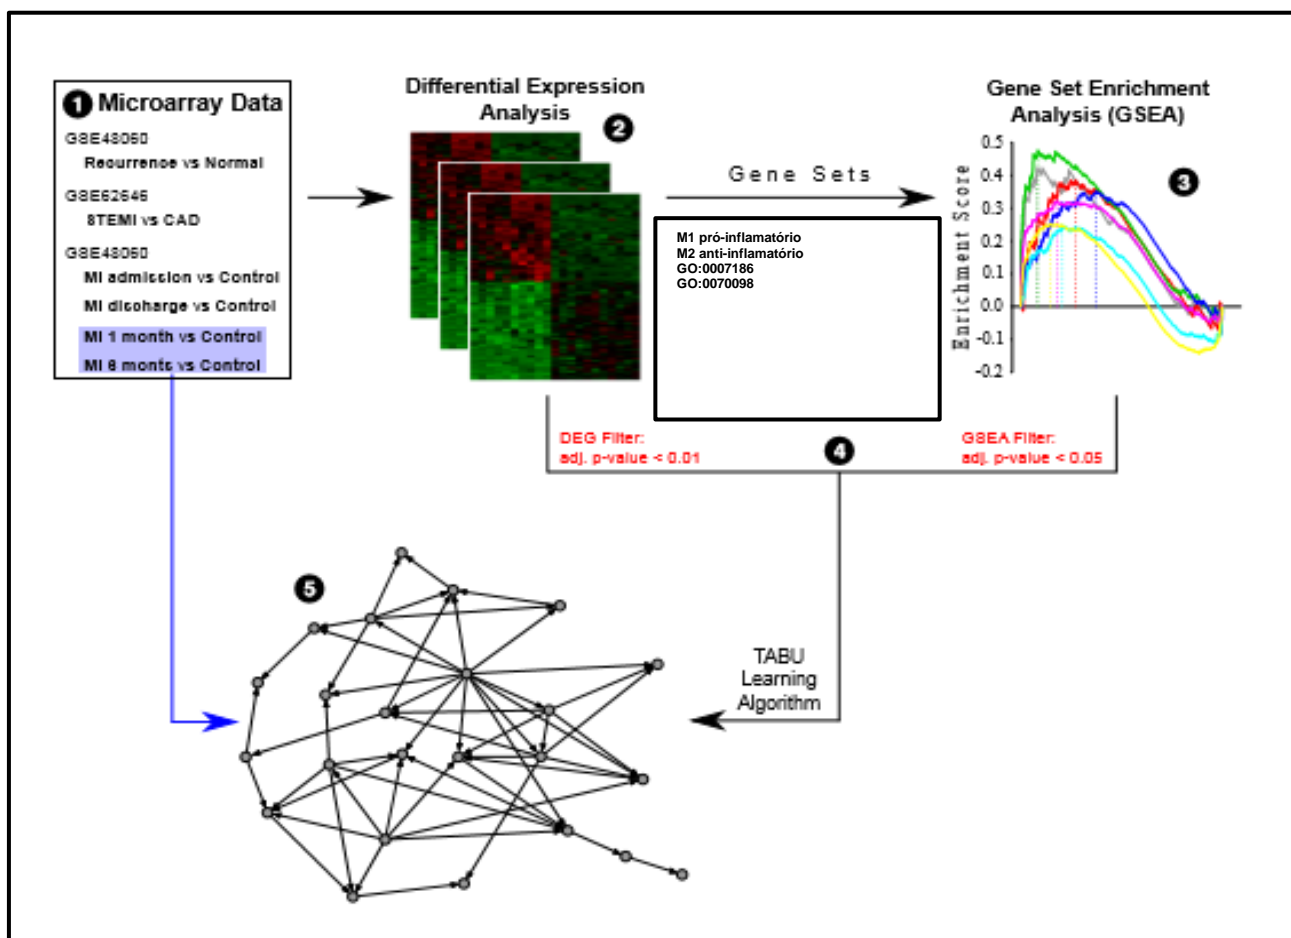 1 Microarray Data
GSE48060
Recurrence vs Normal
GSE62646
STEMI vs CAD
GSE48060
MI admission vs Control
MI discharge vs Control
MI 1 month vs Control
MI 6 monts vs Control
Differential Expression
Analysis
2
Gene Sets
M1 pró-inflamatório
M2 anti-inflamatório
GO:0007186
GO:0070098
Gene Set Enrichment
Analysis (GSEA)
3
Enrichment Score
0.5
0.4
0.3
0.2
0.1
0.0
-0.1
-0.2
DEG Filter:
adj. p-value < 0.01
4
GSEA Filter:
adj. p-value < 0.05
5
TABU
Learning
Algorithm